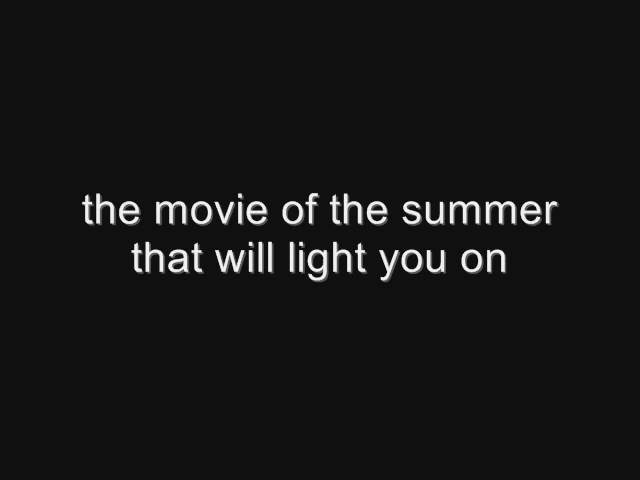 the movie of the summer
that will light you on